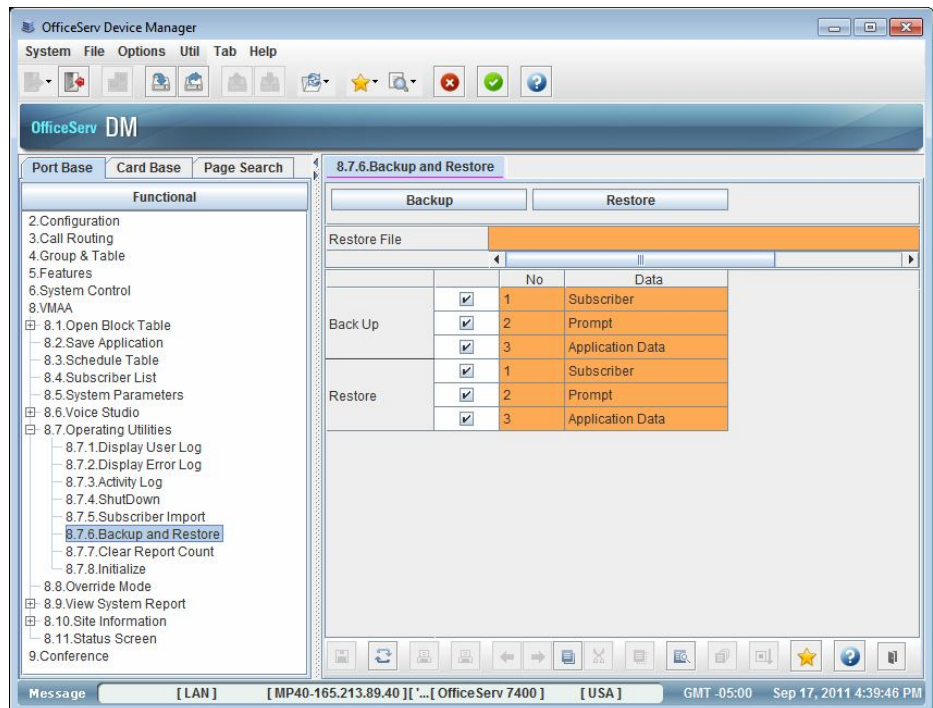 OfficeServ Device Manager
System File Options Util Tab Help
OfficeServ DM
Port Base Card Base Page Search
Functional
2.Configuration
3.Call Routing
4.Group & Table
5.Features
6.System Control
8.VMAA
8.1.Open Block Table
8.2.Save Application
8.3.Schedule Table
8.4.Subscriber List
8.5.System Parameters
8.6.Voice Studio
8.7.Operating Utilities
8.7.1.Display User Log
8.7.2.Display Error Log
8.7.3.Activity Log
8.7.4.ShutDown
8.7.5.Subscriber Import
8.7.6.Backup and Restore
8.7.7.Clear Report Count
8.7.8.Initialize
8.8.Override Mode
8.9.View System Report
8.10.Site Information
8.11.Status Screen
9.Conference
8.7.6.Backup and Restore
Backup Restore
Restore File
No Data
Back Up
1 Subscriber
2 Prompt
3 Application Data
Restore
1 Subscriber
2 Prompt
3 Application Data
Message [LAN] [MP40-165.213.89.40]['...[OfficeServ 7400] [USA] GMT -05:00 Sep 17, 2011 4:39:46 PM